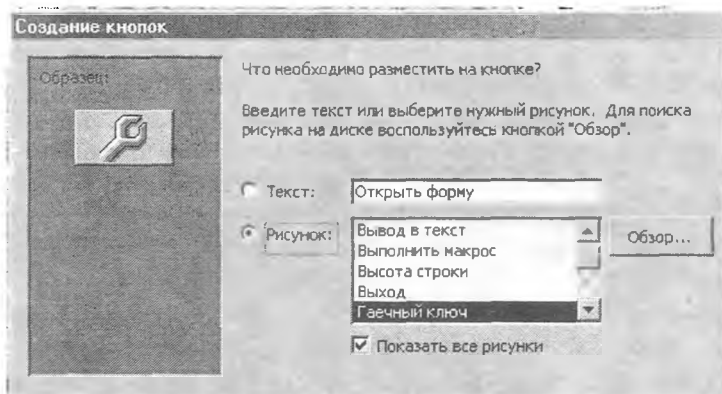 Создание кнопок
Образец:
Что необходимо разместить на кнопке?
Введите текст или выберите нужный рисунок. Для поиска
рисунка на диске воспользуйтесь кнопкой "Обзор".
Текст:
Открыть форму
Рисунок:
Вывод в текст
Выполнить макрос
Высота строки
Выход
Гаечный ключ
Обзор...
Показать все рисунки